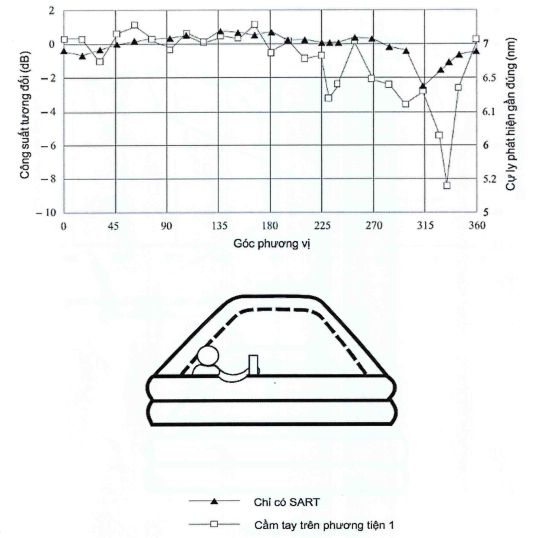 2
0
− 2
− 4
− 6
− 8
− 10
Công suất tương đối (dB)
7
6.5
6.1
6
5.2
5
Cự ly phát hiện gần đúng (nm)
0 45 90 135 180 225 270 315 360
Góc phương vị
Chỉ có SART
Cầm tay trên phương tiện 1